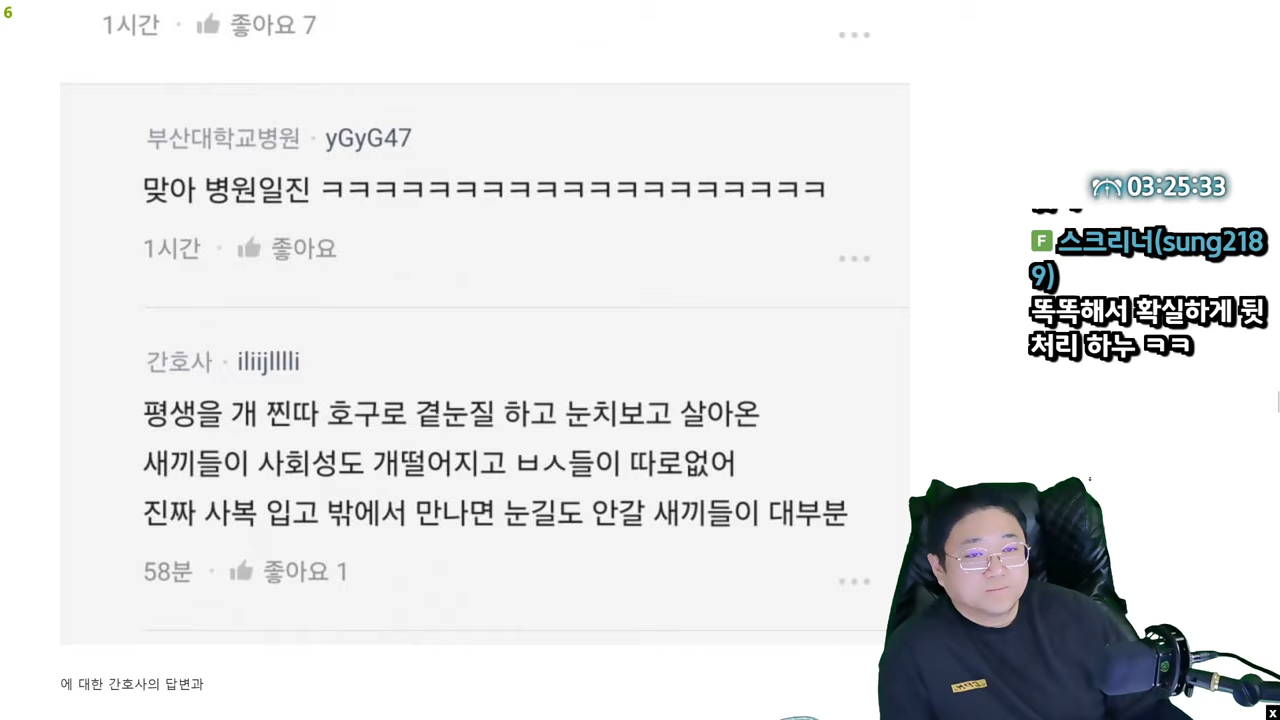 6
1시간 · 좋아요 7
부산대학교병원 · yGyG47
맞아 병원일진 ㅋㅋㅋㅋㅋㅋㅋㅋㅋㅋㅋㅋㅋㅋㅋㅋㅋㅋㅋ
1시간 · 좋아요
간호사 · iliijlllli
평생을 개 찐따 호구로 곁눈질 하고 눈치보고 살아온
새끼들이 사회성도 개떨어지고 ㅂㅅ들이 따로없어
진짜 사복 입고 밖에서 만나면 눈길도 안갈 새끼들이 대부분
58분 · 좋아요 1
에 대한 간호사의 답변과
03:25:33
F 스크리너(sung218
9)
똑똑해서 확실하게 뒷
처리 하누 ㅋㅋ
x